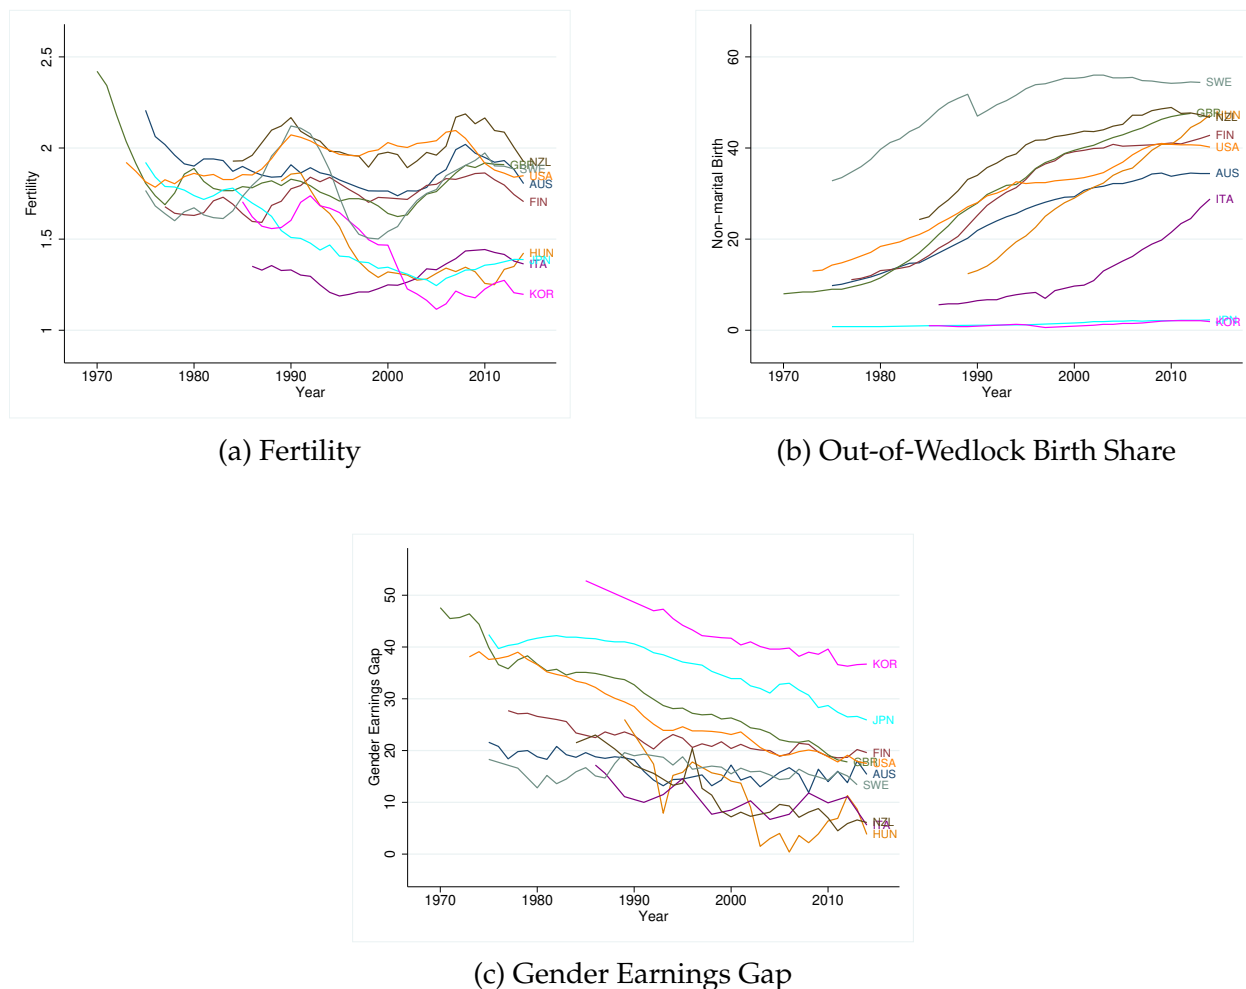 2.5
2
1.5
1
Fertility
1970 1980 1990 2000 2010
Year
NZL
GBR
SWE
USA
AUS
FIN
HUN
JPN
ITA
KOR
(a) Fertility
60
40
20
0
Non-marital Birth
1970 1980 1990 2000 2010
Year
SWE
GBR
HUN
NZL
FIN
USA
AUS
ITA
JPN
KOR
(b) Out-of-Wedlock Birth Share
50
40
30
20
10
0
Gender Earnings Gap
1970 1980 1990 2000 2010
Year
KOR
JPN
FIN
GBR
USA
AUS
SWE
NZL
ITA
HUN
(c) Gender Earnings Gap